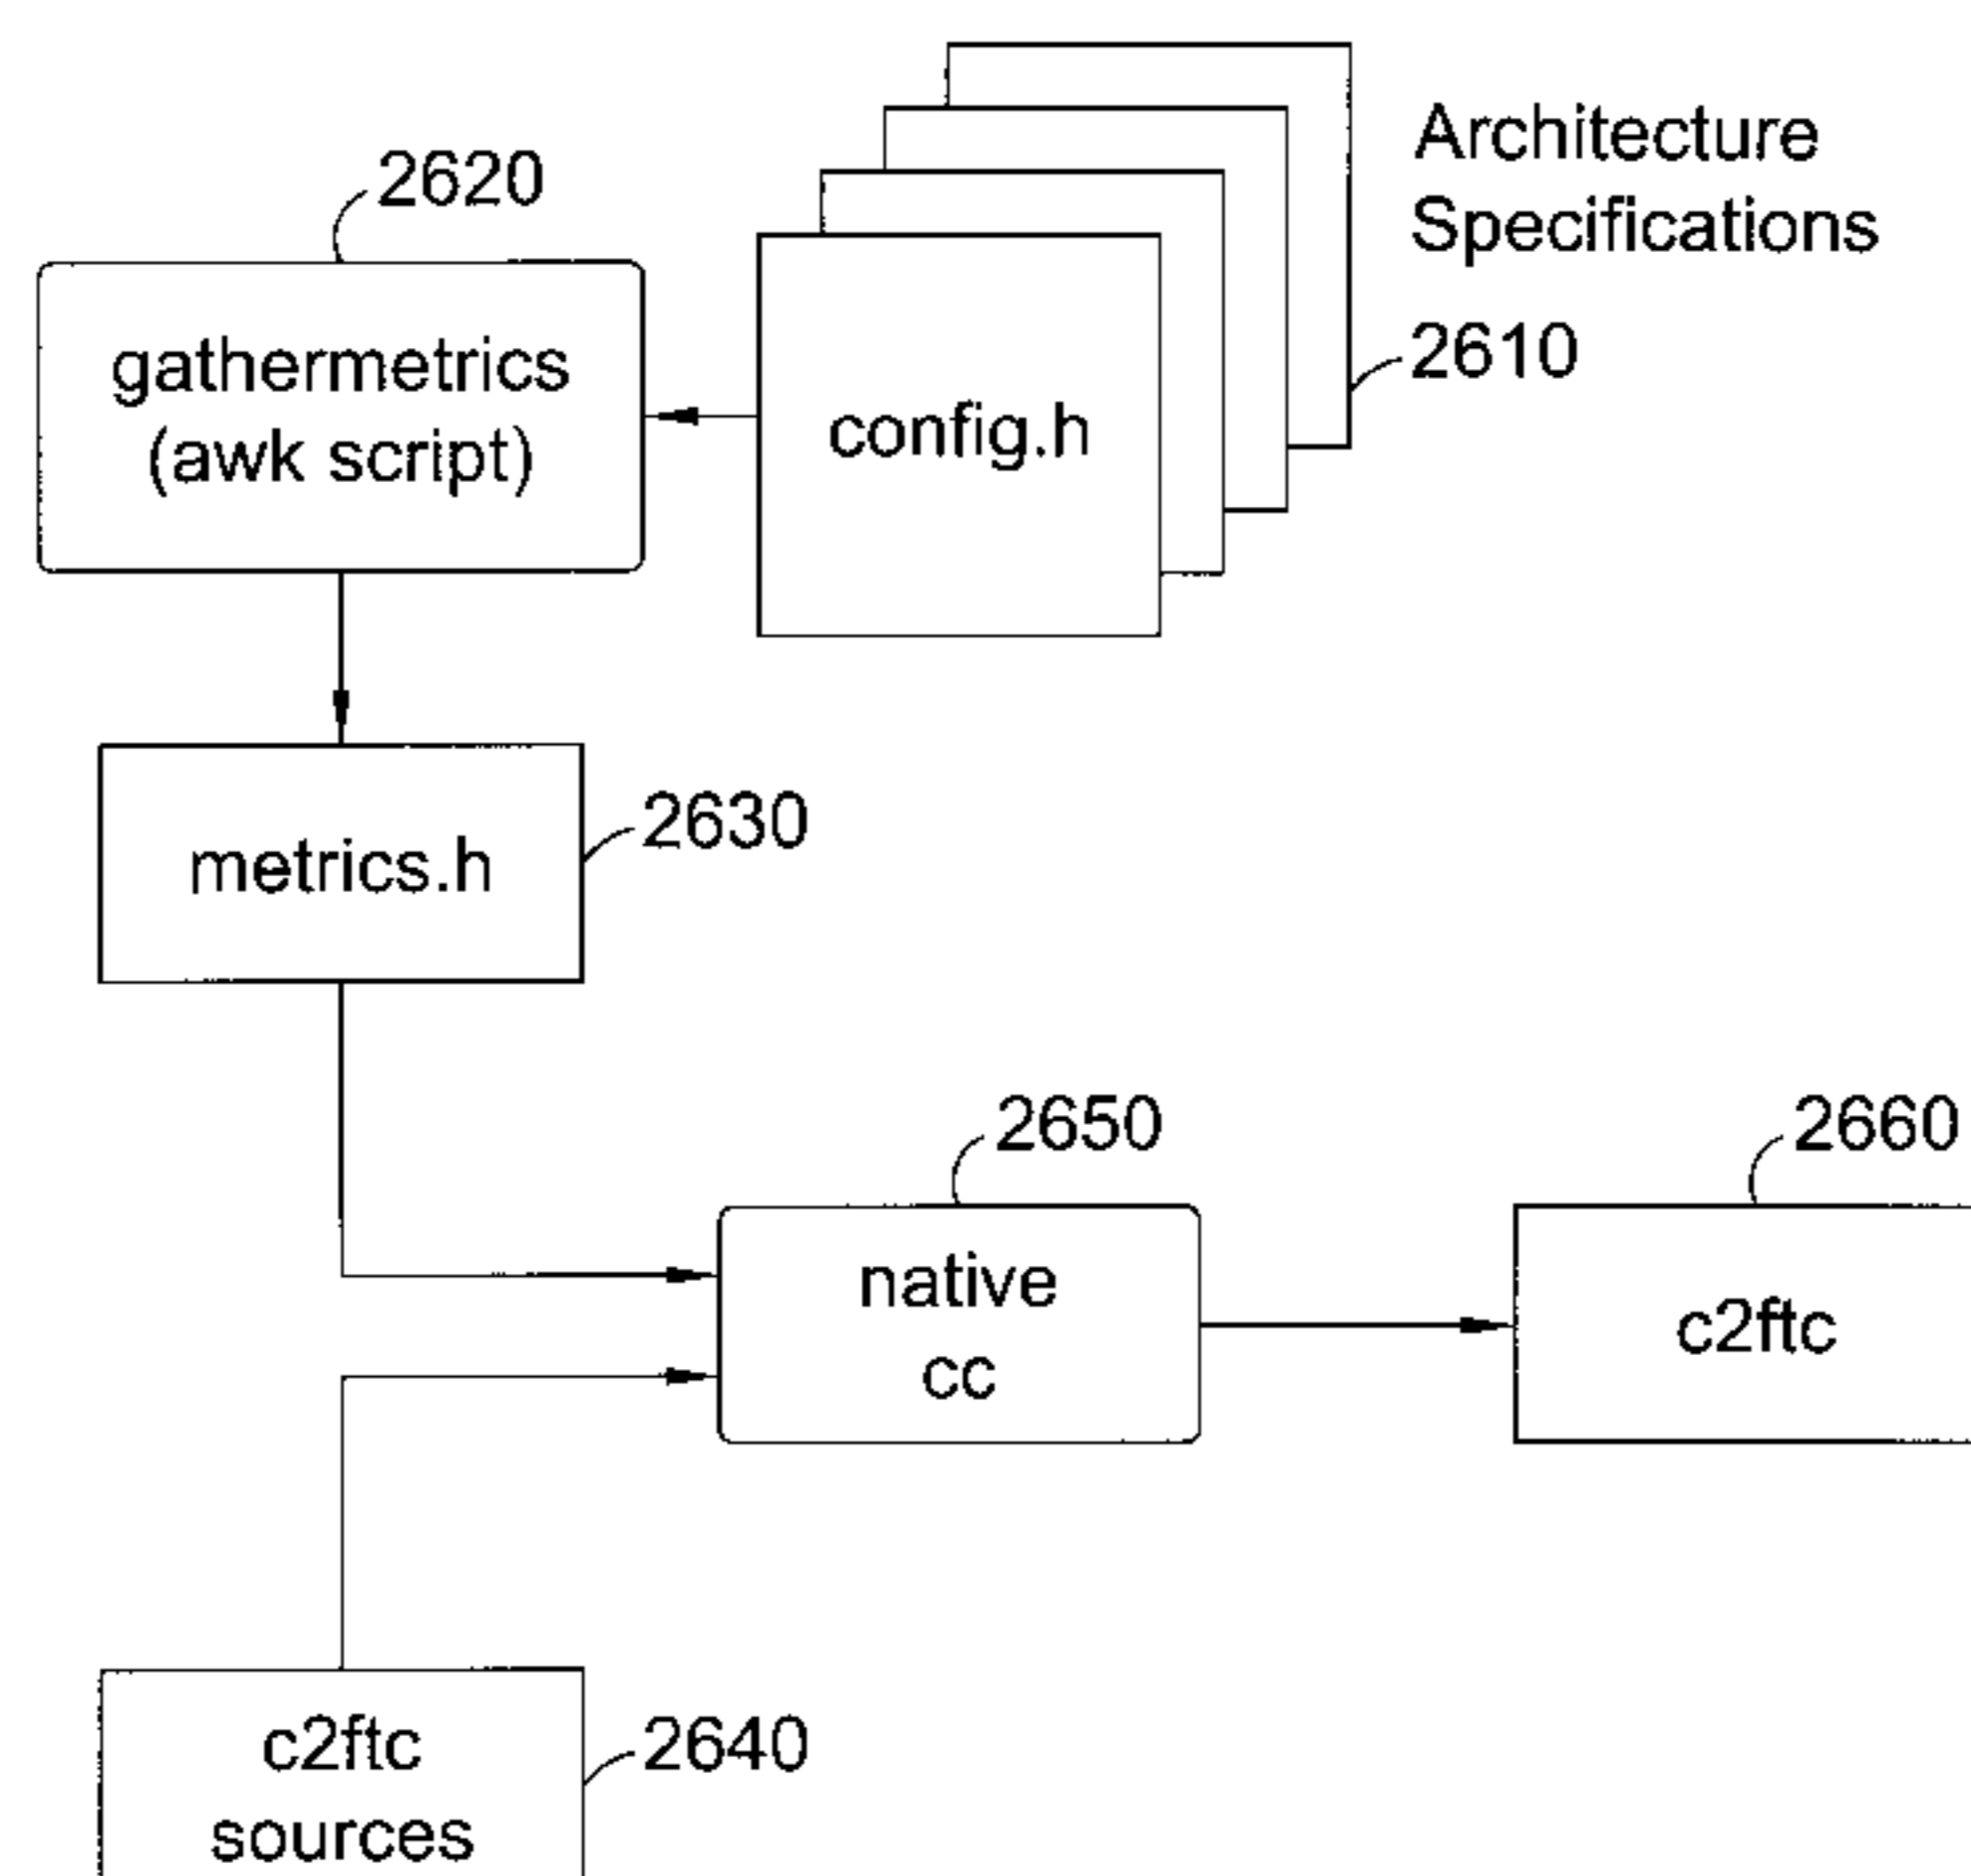 Architecture
Specifications
2620
2610
gathermetrics
(awk script)
config.h
2630
metrics.h
2650
2660
native
cc
c2ftc
c2ftc
sources
2640